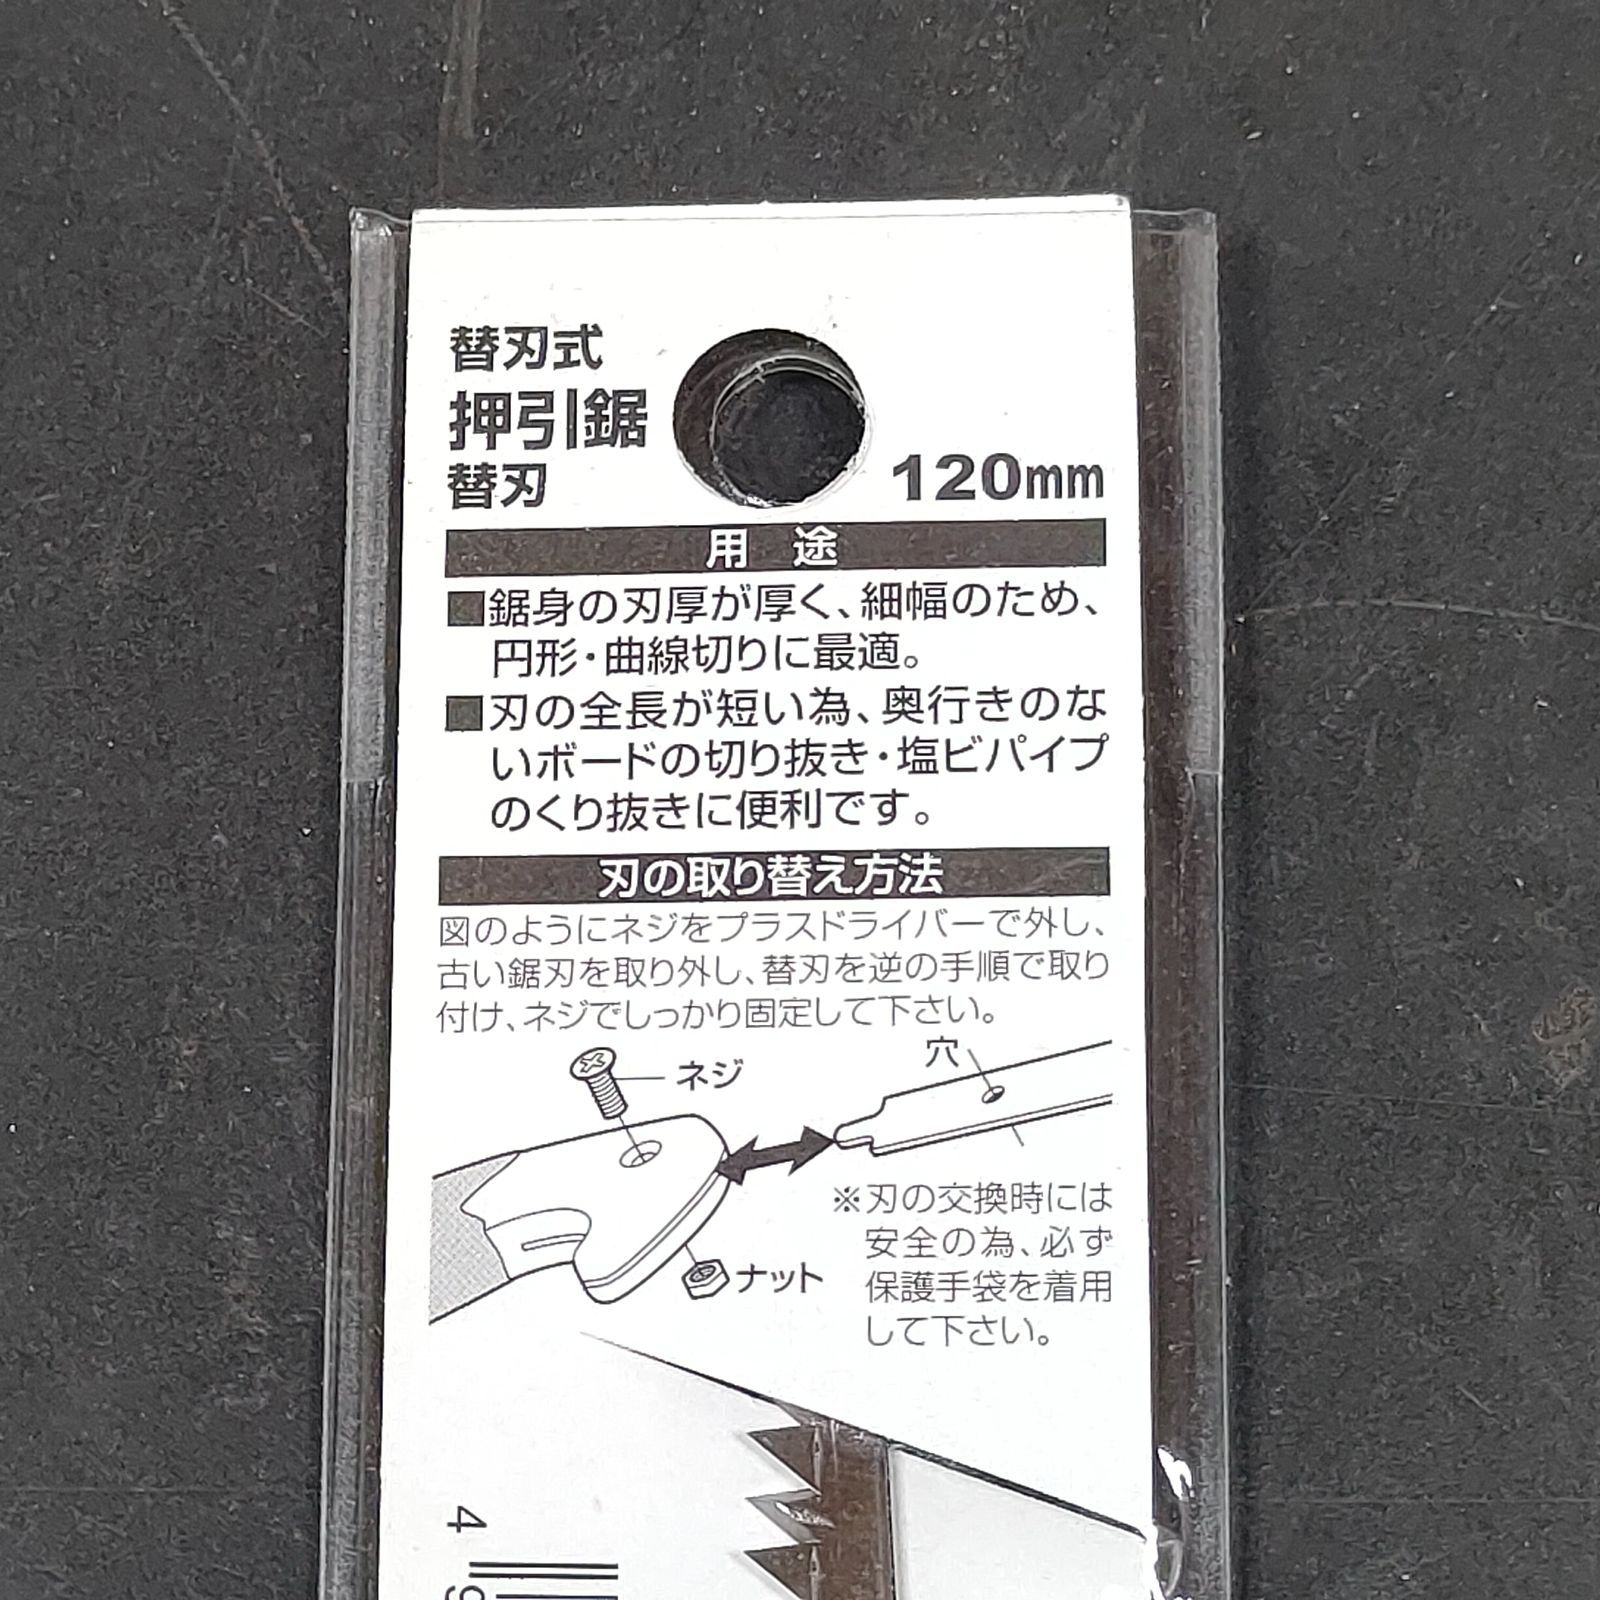 替刃式
押引鋸
替刃
120mm
用 途
■鋸身の刃厚が厚く、細幅のため、
円形・曲線切りに最適。
■刃の全長が短い為、奥行きのな
いボードの切り抜き・塩ビパイプ
のくり抜きに便利です。
刃の取り替え方法
図のようにネジをプラスドライバーで外し、
古い鋸刃を取り外し、替刃を逆の手順で取り
付け、ネジでしっかり固定して下さい。
穴
ネジ
ナット
※刃の交換時には
安全の為、必ず
保護手袋を着用
して下さい。
4 9